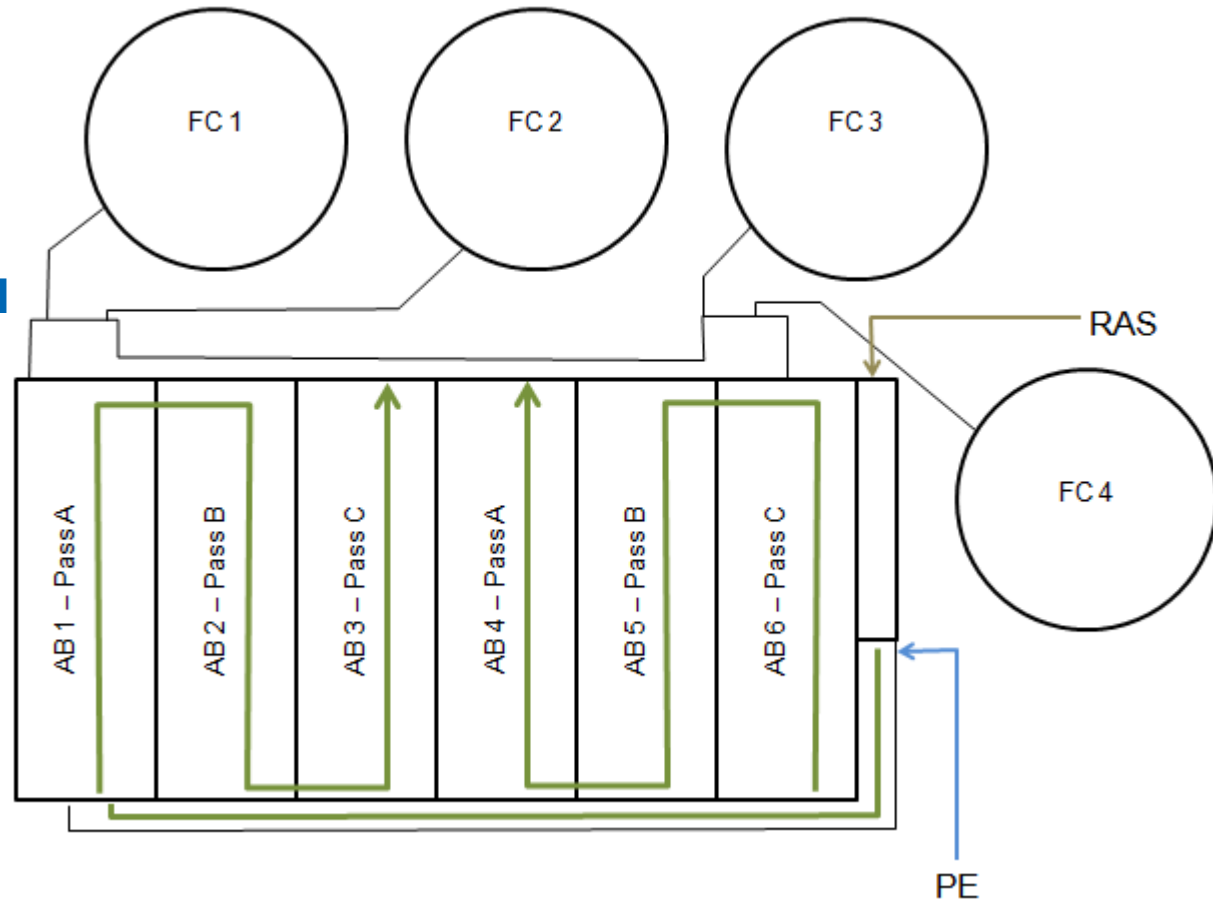 FC 1
FC 2
FC 3
RAS
FC 4
AB 1 – Pass A
AB 2 – Pass B
AB 3 – Pass C
AB 4 – Pass A
AB 5 – Pass B
AB 6 – Pass C
PE